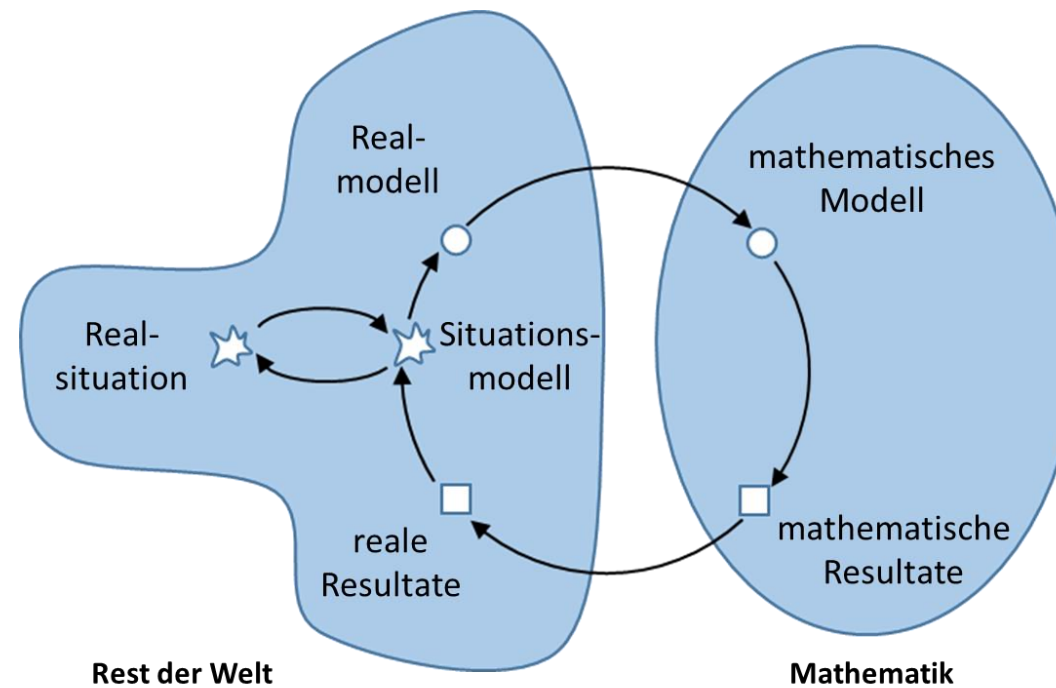 Real-
modell
mathematisches
Modell
Real-
situation
Situations-
modell
reale
Resultate
mathematische
Resultate
Rest der Welt
Mathematik